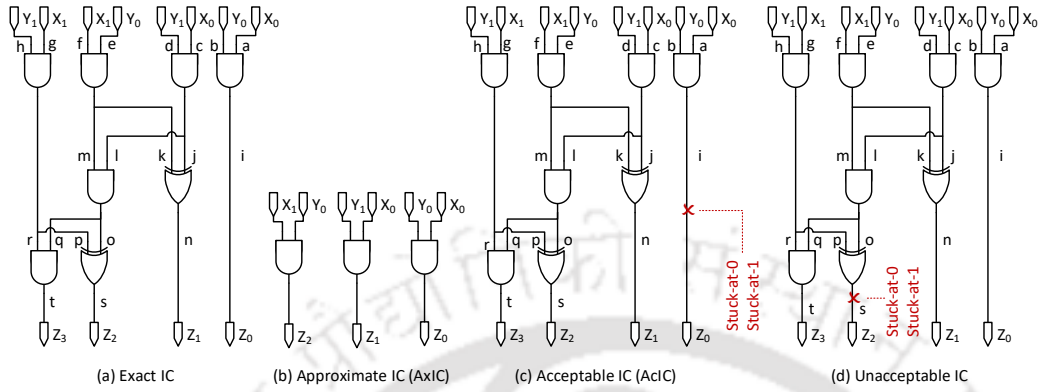 Y1 X1 X1 Y0 Y1 X0 Y0 X0
h g f e d c b a
m l k j i
r q p o n
t s
Z3 Z2 Z1 Z0
(a) Exact IC
X1 Y0 Y1 X0 Y0 X0
Z2 Z1 Z0
(b) Approximate IC (AxIC)
Y1 X1 X1 Y0 Y1 X0 Y0 X0
h g f e d c b a
m l k j i
r q p o n
t s
Stuck-at-0
Stuck-at-1
Z3 Z2 Z1 Z0
(c) Acceptable IC (AcIC)
Y1 X1 X1 Y0 Y1 X0 Y0 X0
h g f e d c b a
m l k j i
r q p o n
t s
Stuck-at-0
Stuck-at-1
Z3 Z2 Z1 Z0
(d) Unacceptable IC